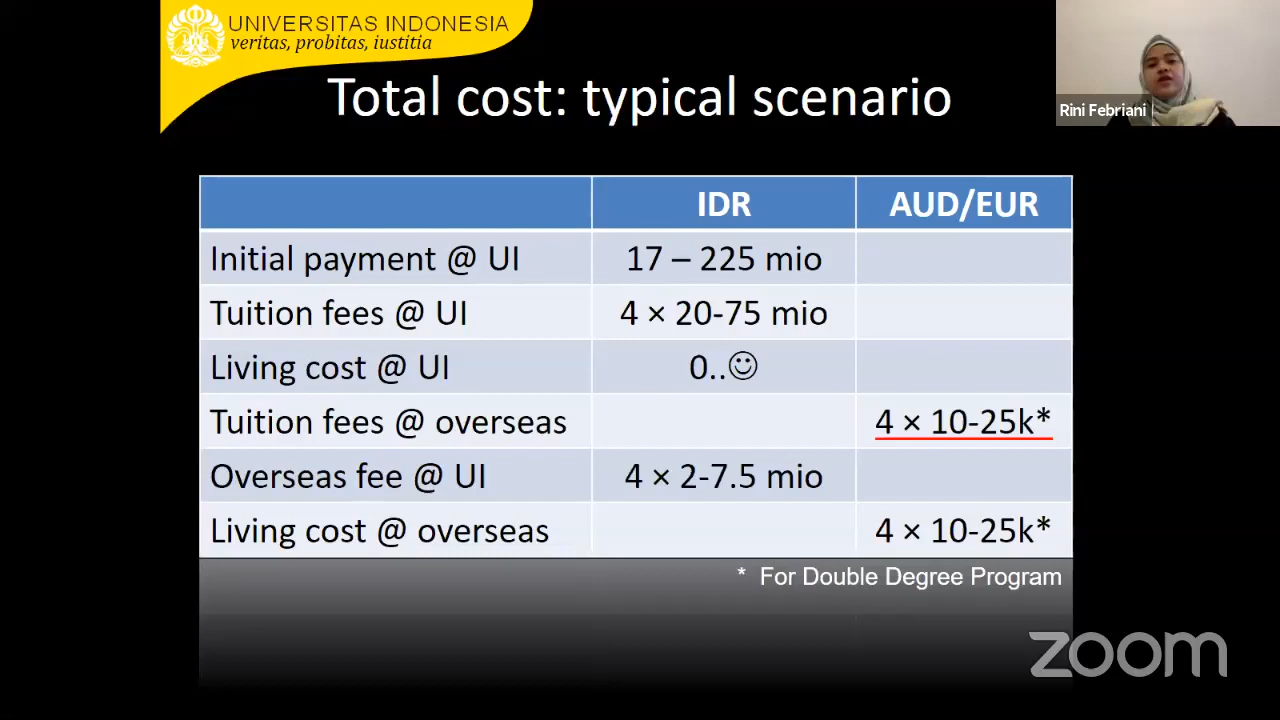 UNIVERSITAS INDONESIA
veritas, probitas, iustitia
Total cost: typical scenario
Rini Febriani
IDR AUD/EUR
Initial payment @ UI 17 – 225 mio
Tuition fees @ UI 4 × 20-75 mio
Living cost @ UI 0..☺
Tuition fees @ overseas 4 × 10-25k*
Overseas fee @ UI 4 × 2-7.5 mio
Living cost @ overseas 4 × 10-25k*
* For Double Degree Program
zoom